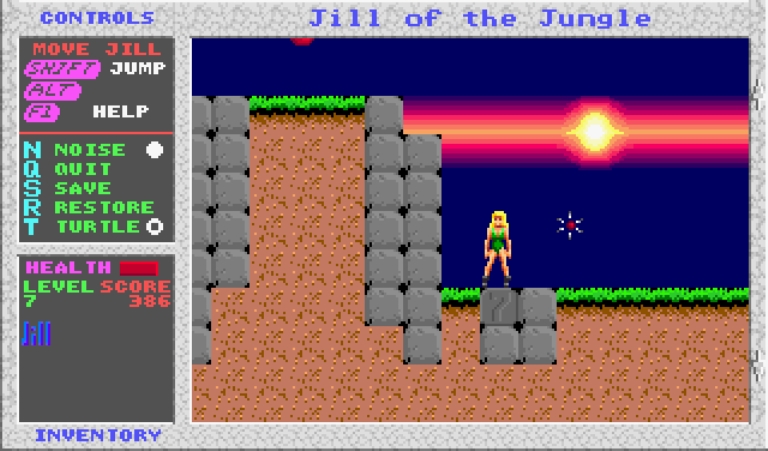 CONTROLS
Jill of the Jungle
MOVE JILL
SHIFT JUMP
ALT
F1 HELP
N NOISE
Q QUIT
S SAVE
R RESTORE
T TURTLE
HEALTH
LEVEL SCORE
7 386
Jill
INVENTORY